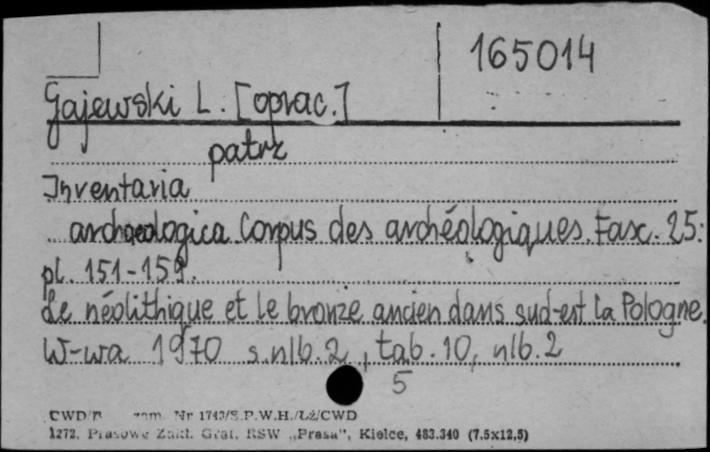 165014
Gajewski L. [oprac.]
patrz
Inventaria
archaeologica. Corpus des archéologiques. Fasc. 25:
pl. 151-159.
Le néolithique et le bronze ancien dans sud-est la Pologne.
W-wa 1970 s.nlb.2, tab.10, nlb.2
5
CWD/ zam. Nr 1743/S.P.W.H./Łż/CWD
1272. Prasowe Zakł. Graf. RSW „Prasa", Kielce, 483.340 (7.5x12,5)